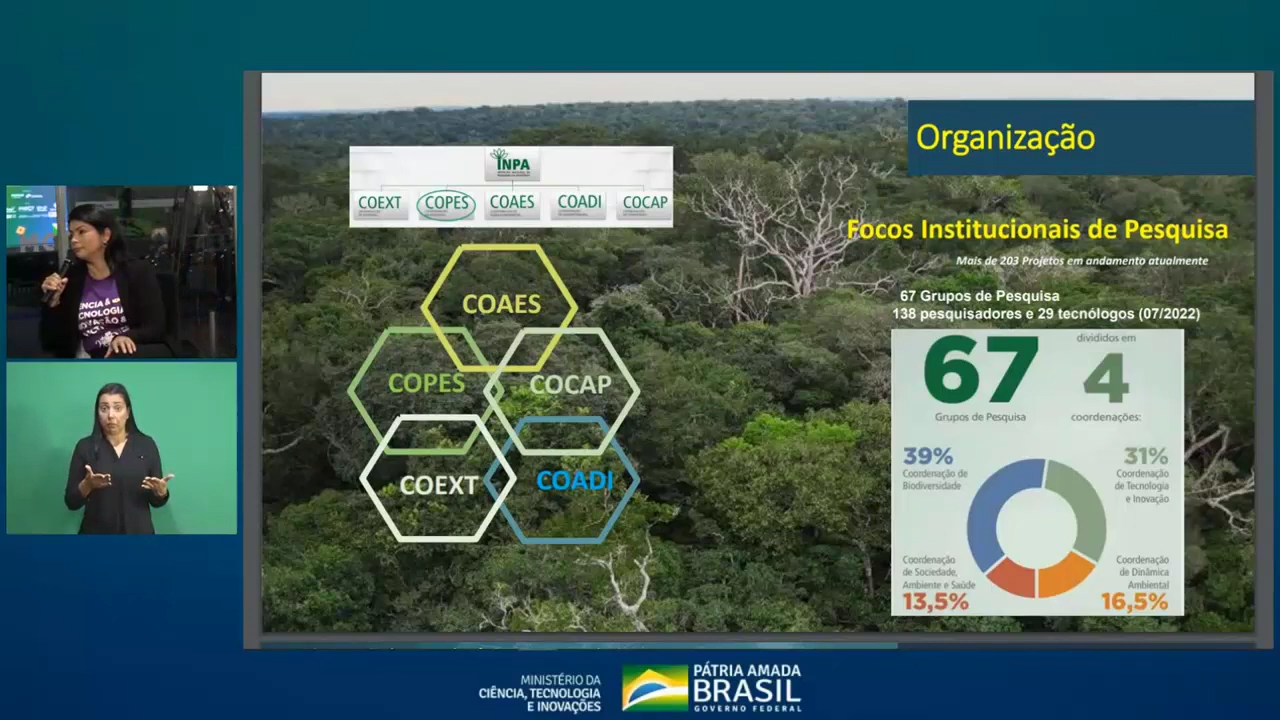 Organização
INPA
COEXT
COPES
COAES
COADI
COCAP
Focos Institucionais de Pesquisa
Mais de 203 Projetos em andamento atualmente
67 Grupos de Pesquisa
138 pesquisadores e 29 tecnólogos (07/2022)
COAES
COPES
COCAP
COEXT
COADI
67
Grupos de Pesquisa
divididos em
4
coordenações:
39%
Coordenação de
Biodiversidade
31%
Coordenação
de Tecnologia
e Inovação
Coordenação
de Sociedade,
Ambiente e Saúde
13,5%
Coordenação
de Dinâmica
Ambiental
16,5%
MINISTÉRIO DA
CIÊNCIA, TECNOLOGIA
E INOVAÇÕES
PÁTRIA AMADA
BRASIL
GOVERNO FEDERAL